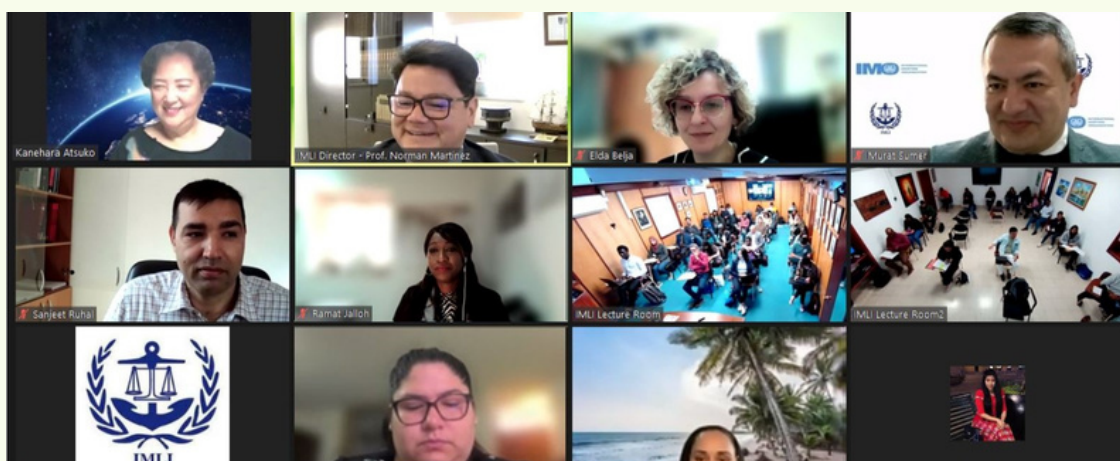 Kanehara Atsuko
IMLI Director - Prof. Norman Martinez
Elda Belja
IMO
IMLI
Murat Sumer
Sanjeet Ruhal
Ramat Jalloh
IMLI Lecture Room
IMLI Lecture Room2
IMLI